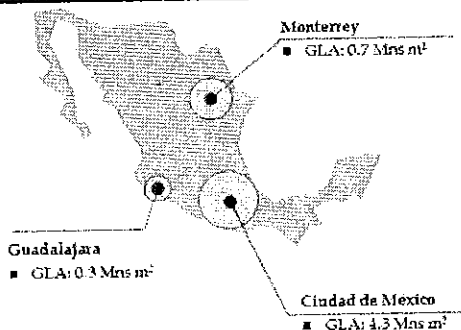 Monterrey
■ GLA: 0.7 Mns m²
Guadalajara
■ GLA: 0.3 Mns m²
Ciudad de México
■ GLA: 4.3 Mns m²